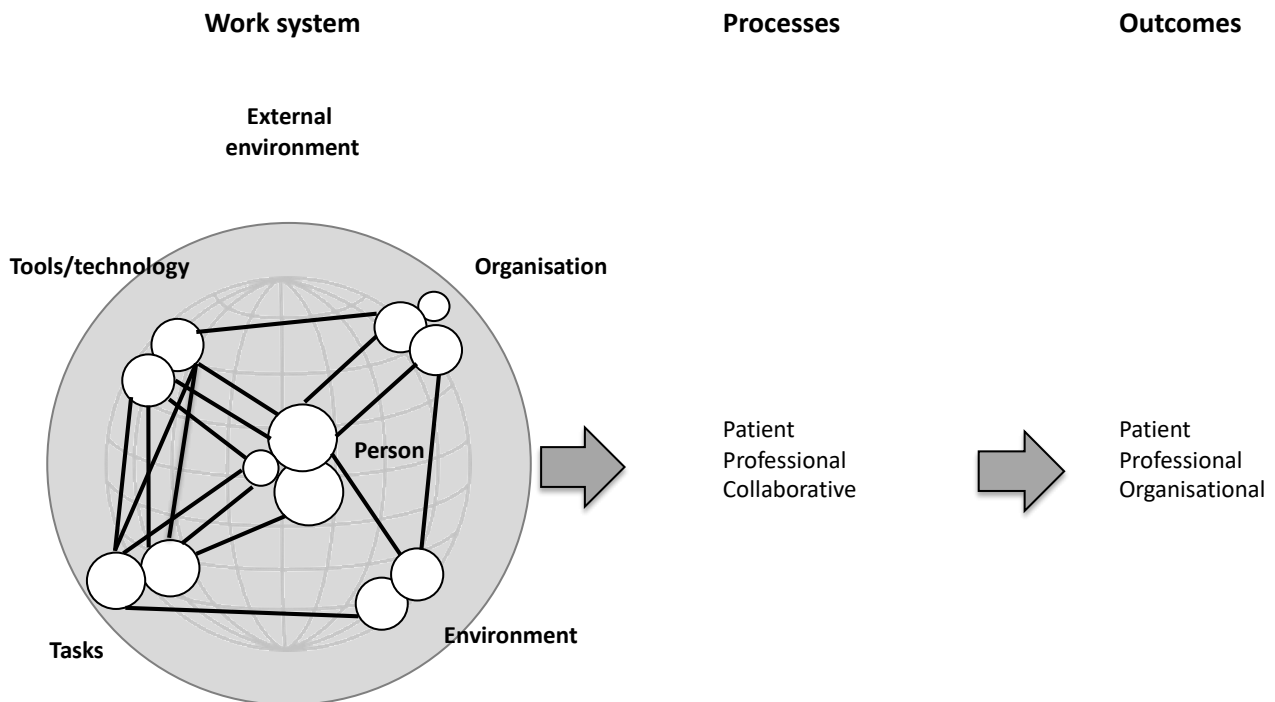 Work system
Processes
Outcomes
External
environment
Tools/technology
Organisation
Person
Patient
Professional
Collaborative
Patient
Professional
Organisational
Environment
Tasks